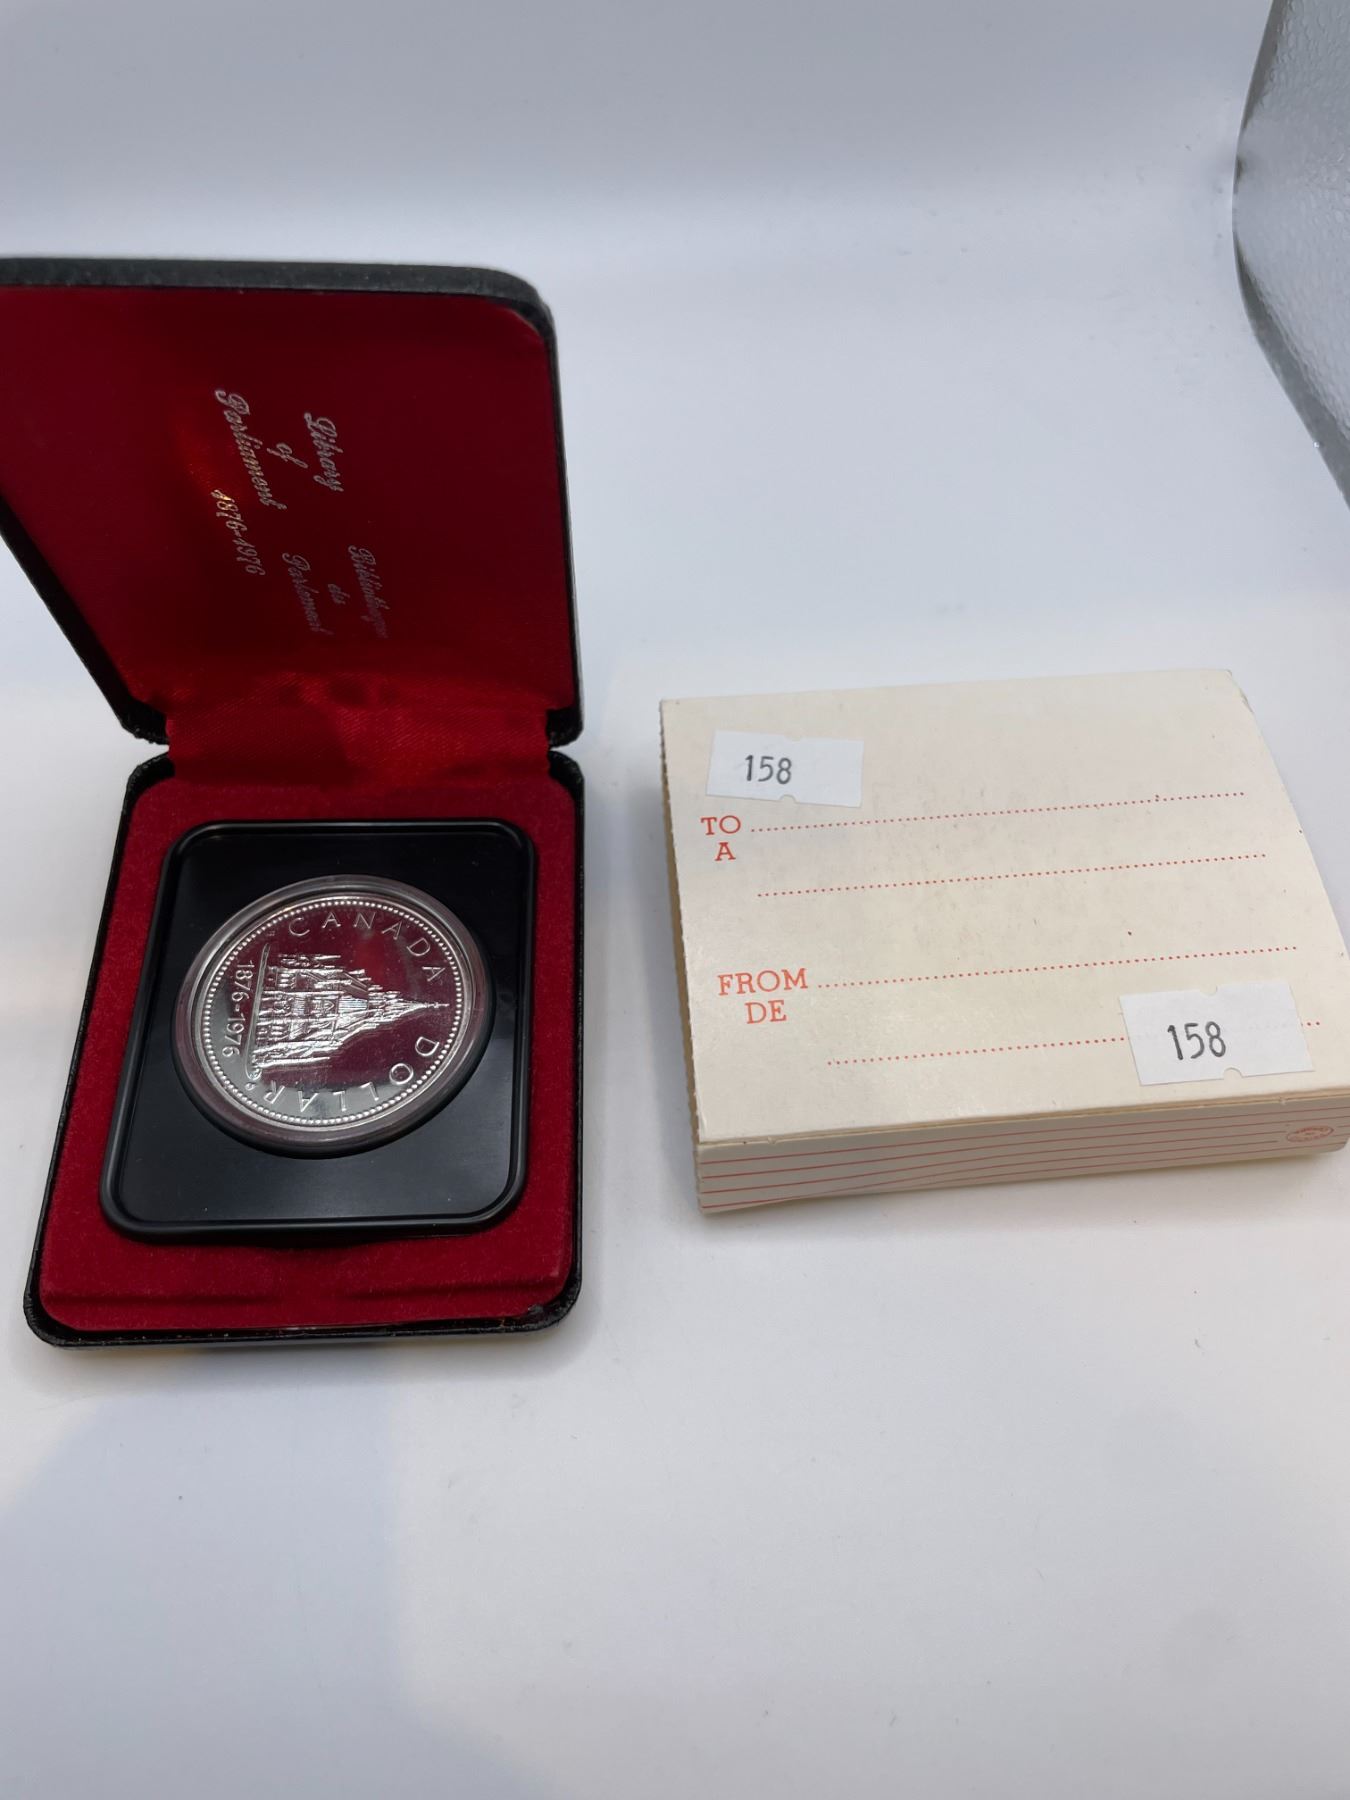 Library
of
Parliament
Bibliothèque
du
Parlement
1876-1976
CANADA
1876-1976
DOLLAR
158
TO
A
FROM
DE
158